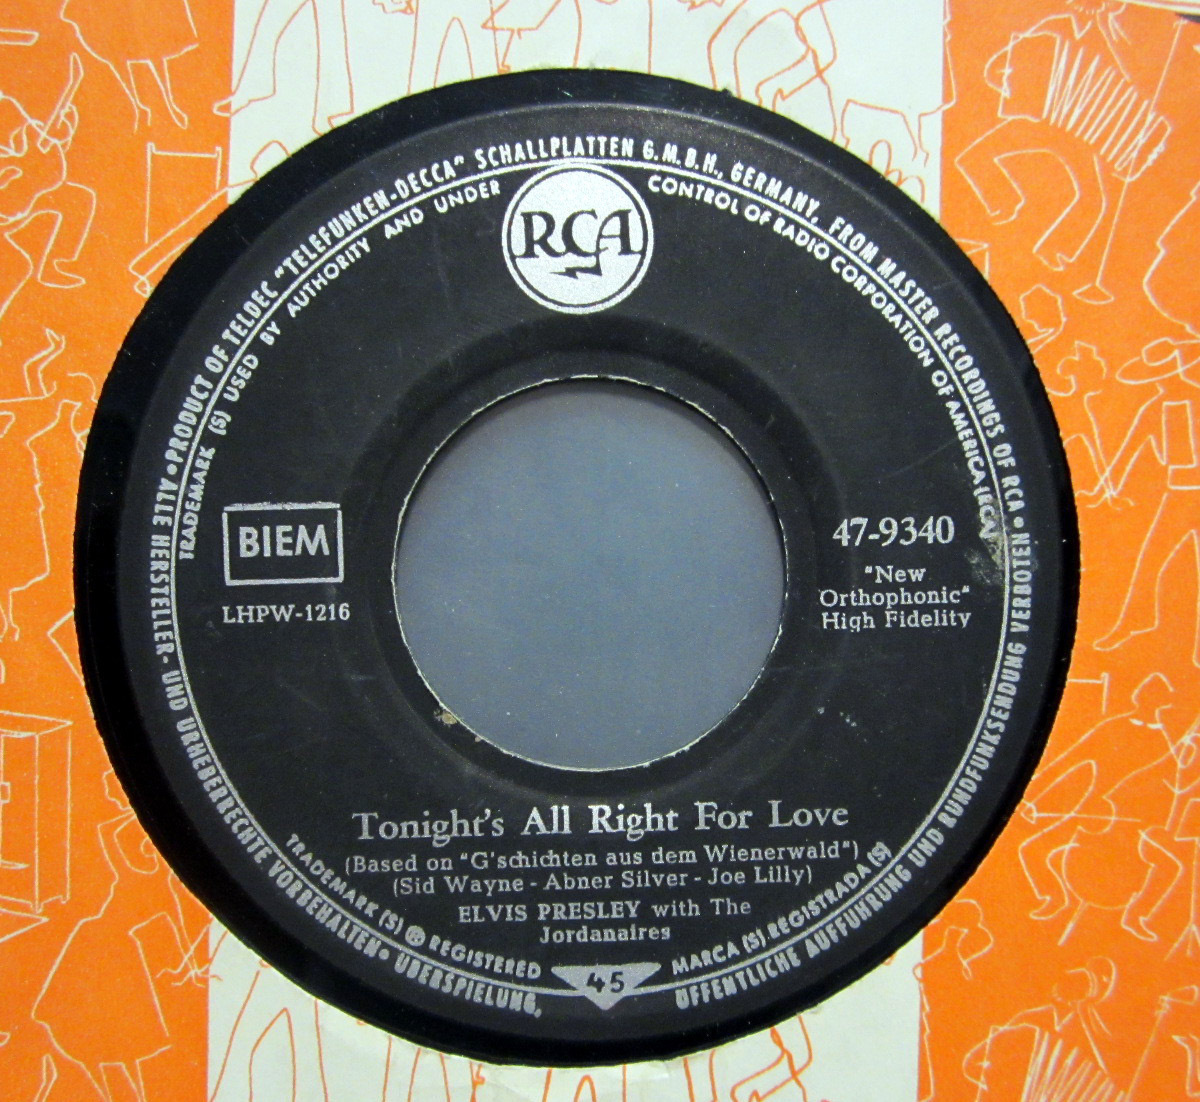 • PRODUCT OF TELDEC "TELEFUNKEN-DECCA" SCHALLPLATTEN G.M.B.H., GERMANY, FROM MASTER RECORDINGS OF RCA •
TRADEMARK (S) USED BY AUTHORITY AND UNDER CONTROL OF RADIO CORPORATION OF AMERICA (RCA)
RCA
BIEM
LHPW-1216
47-9340
"New
Orthophonic"
High Fidelity
Tonight's All Right For Love
(Based on "G'schichten aus dem Wienerwald")
(Sid Wayne - Abner Silver - Joe Lilly)
ELVIS PRESLEY with The
Jordanaires
TRADEMARK (S) ® REGISTERED
MARCA (S) REGISTRADA (S)
45
ALLE HERSTELLER- UND URHEBERRECHTE VORBEHALTEN • ÜBERSPIELUNG, ÖFFENTLICHE AUFFÜHRUNG UND RUNDFUNKSENDUNG VERBOTEN